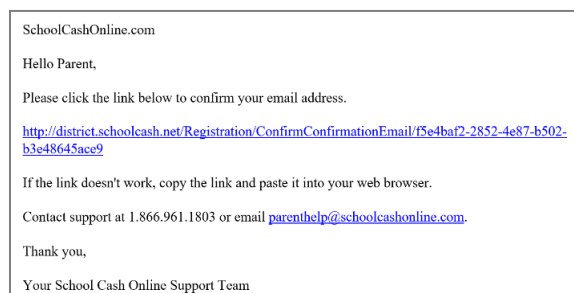 SchoolCashOnline.com
Hello Parent,
Please click the link below to confirm your email address.
http://district.schoolcash.net/Registration/ConfirmConfirmationEmail/f5e4baf2-2852-4e87-b502-
b3e48645ace9
If the link doesn't work, copy the link and paste it into your web browser.
Contact support at 1.866.961.1803 or email parenthelp@schoolcashonline.com.
Thank you,
Your School Cash Online Support Team